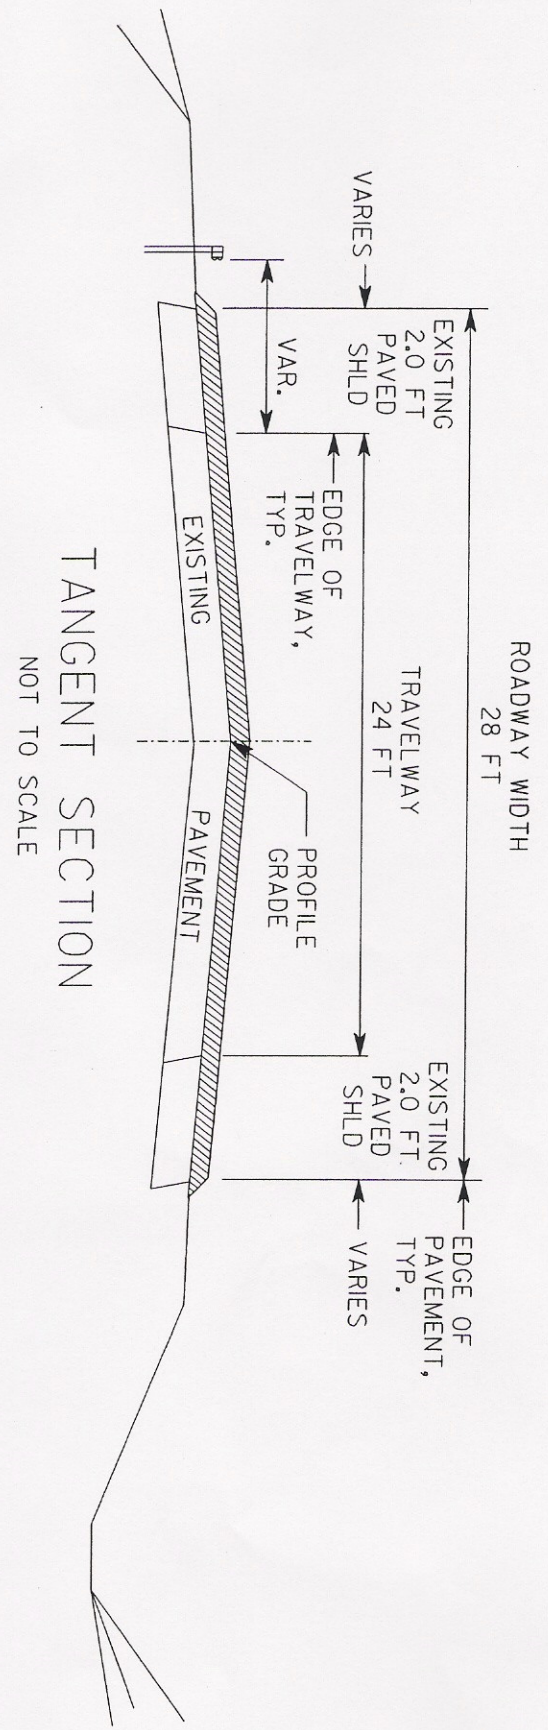 ROADWAY WIDTH
28 FT
VARIES
EXISTING
2.0 FT
PAVED
SHLD
TRAVELWAY
24 FT
EXISTING
2.0 FT.
PAVED
SHLD
EDGE OF
PAVEMENT,
TYP.
VARIES
VAR.
EDGE OF
TRAVELWAY,
TYP.
PROFILE
GRADE
EXISTING
PAVEMENT
TANGENT SECTION
NOT TO SCALE